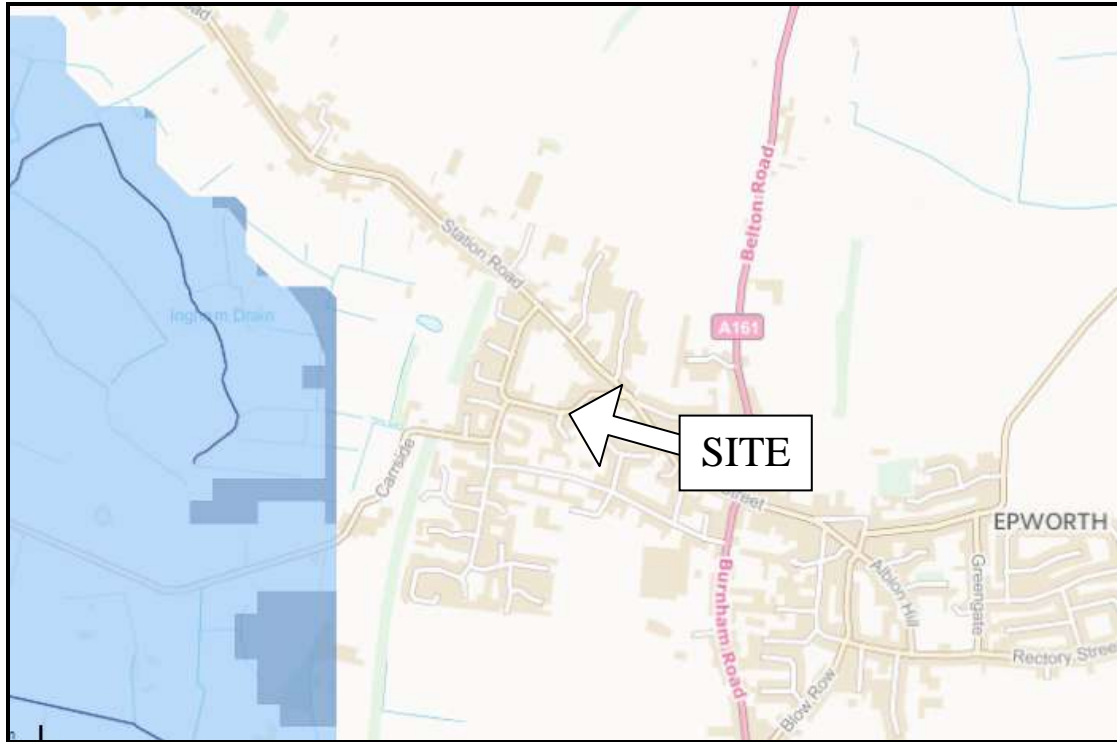 Station Road
Belton Road
Ingham Drain
A161
Carrside
SITE
Street
EPWORTH
Burnham Road
Albion Hill
Greengate
Rectory Street
Blow Row